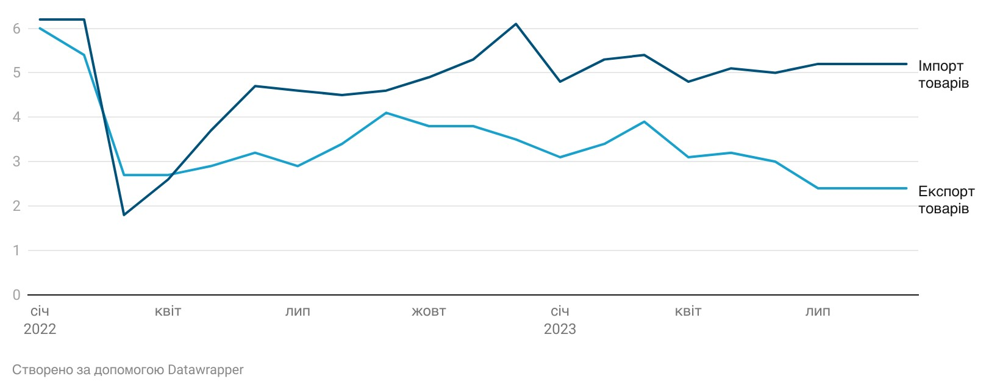 6
5
4
3
2
1
0
Імпорт
товарів
Експорт
товарів
січ
2022
квіт
лип
жовт
січ
2023
квіт
лип
Створено за допомогою Datawrapper